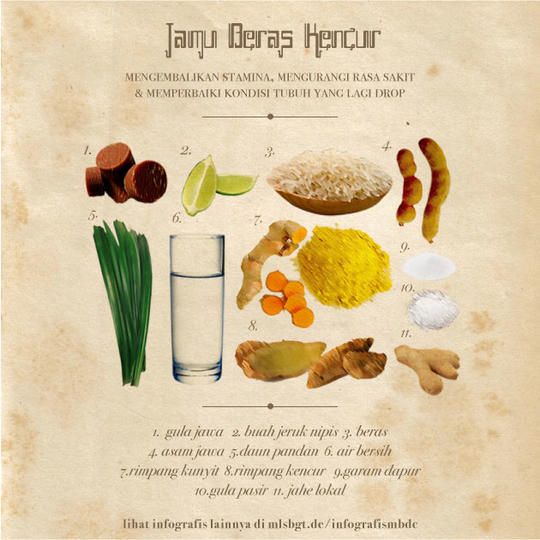 Jamu Beras Kencur
MENGEMBALIKAN STAMINA, MENGURANGI RASA SAKIT
& MEMPERBAIKI KONDISI TUBUH YANG LAGI DROP
1.
2.
3.
4.
5.
6.
7.
9.
10.
8.
11.
1. gula jawa 2. buah jeruk nipis 3. beras
4. asam jawa 5.daun pandan 6. air bersih
7.rimpang kunyit 8.rimpang kencur 9.garam dapur
10.gula pasir 11. jahe lokal
lihat infografis lainnya di mlsbgt.de/infografismbdc